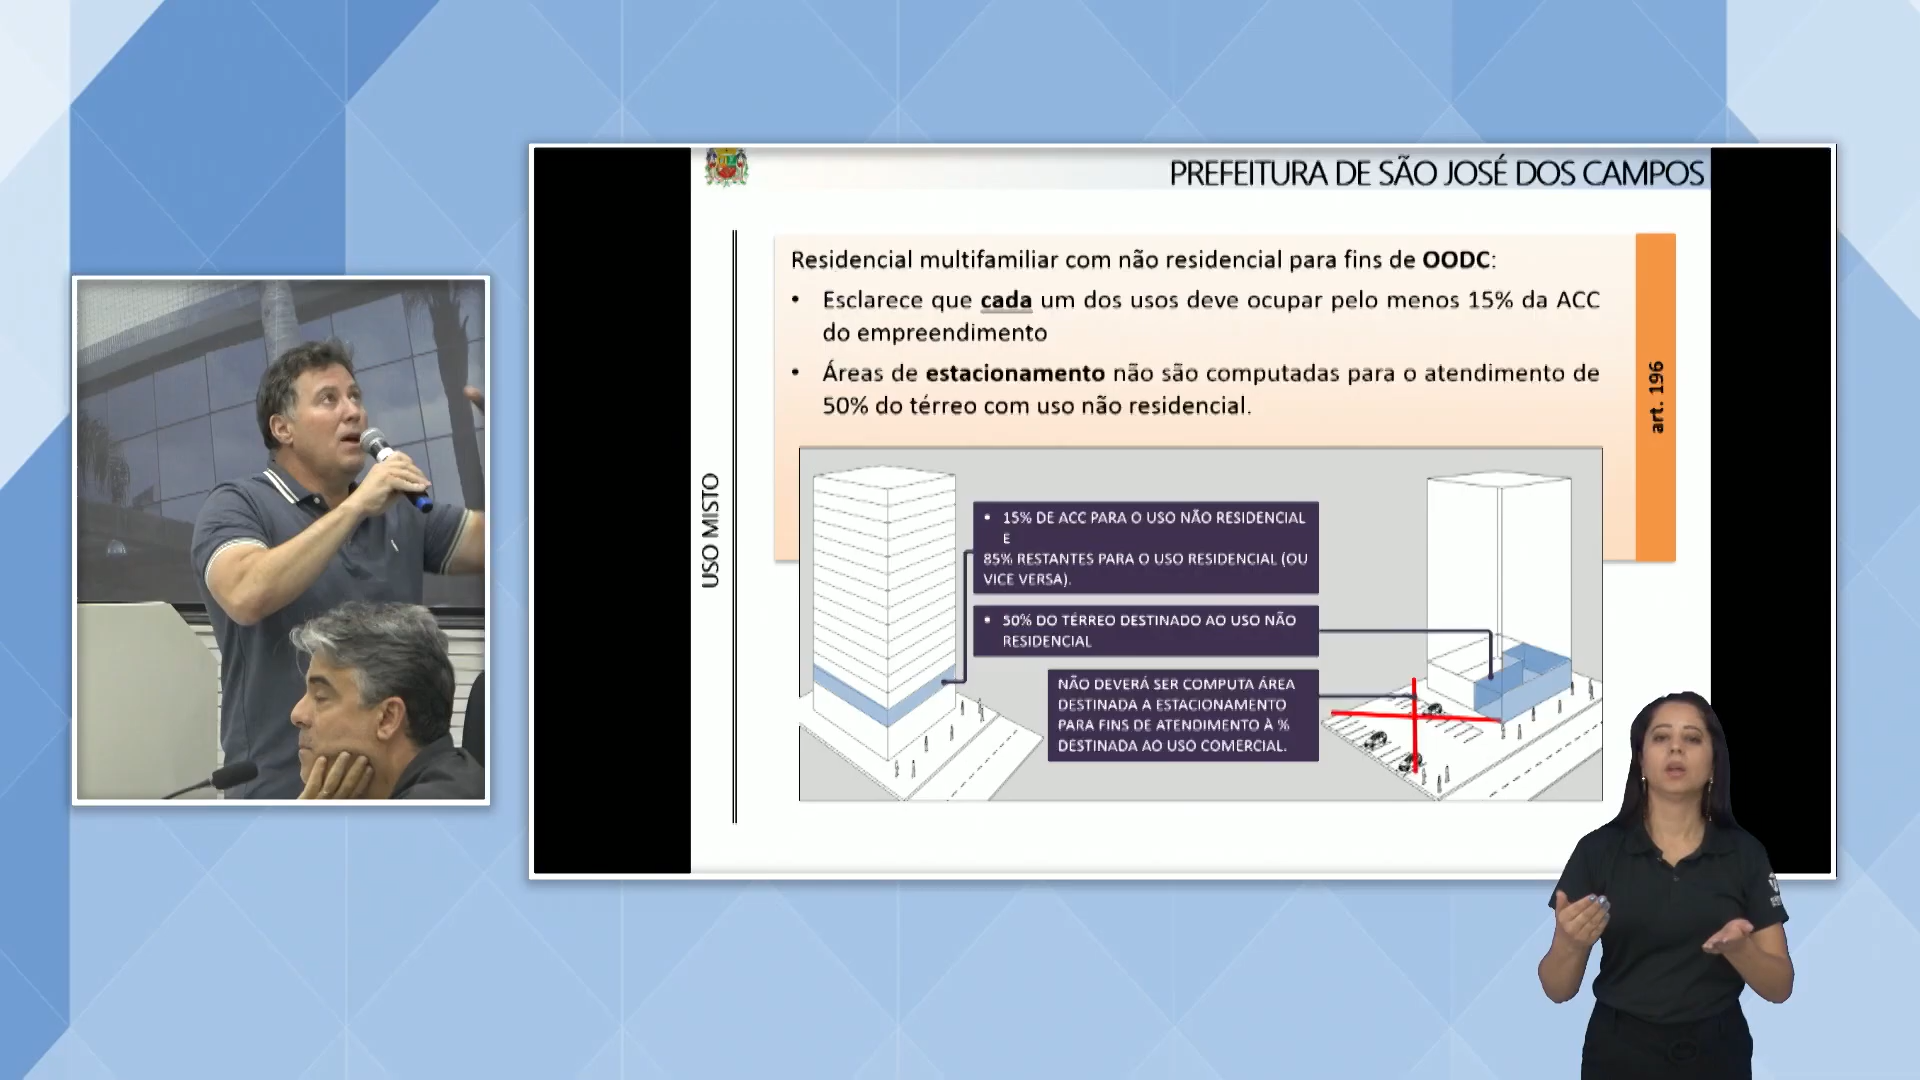 PREFEITURA DE SÃO JOSÉ DOS CAMPOS
USO MISTO
Residencial multifamiliar com não residencial para fins de OODC:
• Esclarece que cada um dos usos deve ocupar pelo menos 15% da ACC
do empreendimento
• Áreas de estacionamento não são computadas para o atendimento de
50% do térreo com uso não residencial.
art. 196
• 15% DE ACC PARA O USO NÃO RESIDENCIAL
E
85% RESTANTES PARA O USO RESIDENCIAL (OU
VICE VERSA).
• 50% DO TÉRREO DESTINADO AO USO NÃO
RESIDENCIAL
NÃO DEVERÁ SER COMPUTA ÁREA
DESTINADA A ESTACIONAMENTO
PARA FINS DE ATENDIMENTO À %
DESTINADA AO USO COMERCIAL.